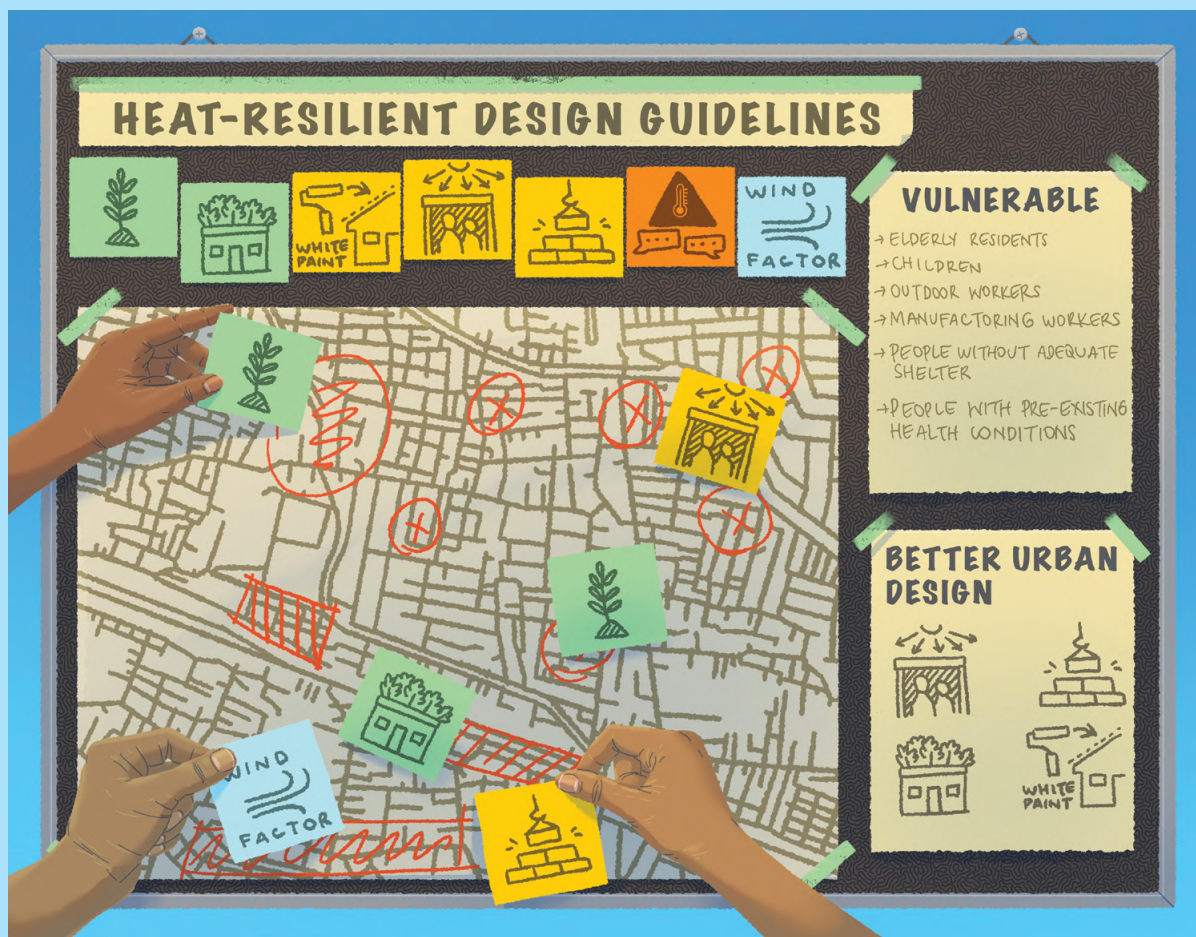 HEAT-RESILIENT DESIGN GUIDELINES
WHITE
PAINT
WIND
FACTOR
VULNERABLE
→ ELDERLY RESIDENTS
→ CHILDREN
→ OUTDOOR WORKERS
→ MANUFACTORING WORKERS
→ PEOPLE WITHOUT ADEQUATE
SHELTER
→ PEOPLE WITH PRE-EXISTING
HEALTH CONDITIONS
BETTER URBAN
DESIGN
WHITE
PAINT
WIND
FACTOR